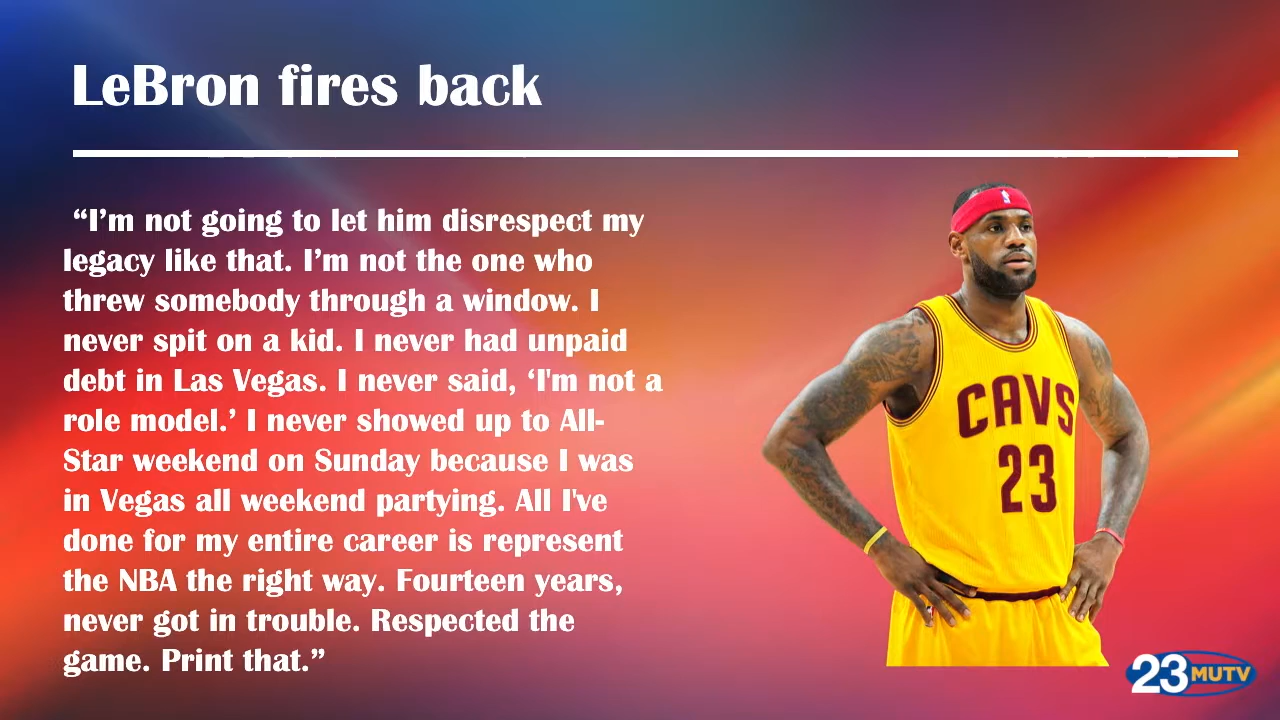 LeBron fires back
“I’m not going to let him disrespect my
legacy like that. I’m not the one who
threw somebody through a window. I
never spit on a kid. I never had unpaid
debt in Las Vegas. I never said, ‘I'm not a
role model.’ I never showed up to All-
Star weekend on Sunday because I was
in Vegas all weekend partying. All I've
done for my entire career is represent
the NBA the right way. Fourteen years,
never got in trouble. Respected the
game. Print that.”
CAVS
23
23 MUTV